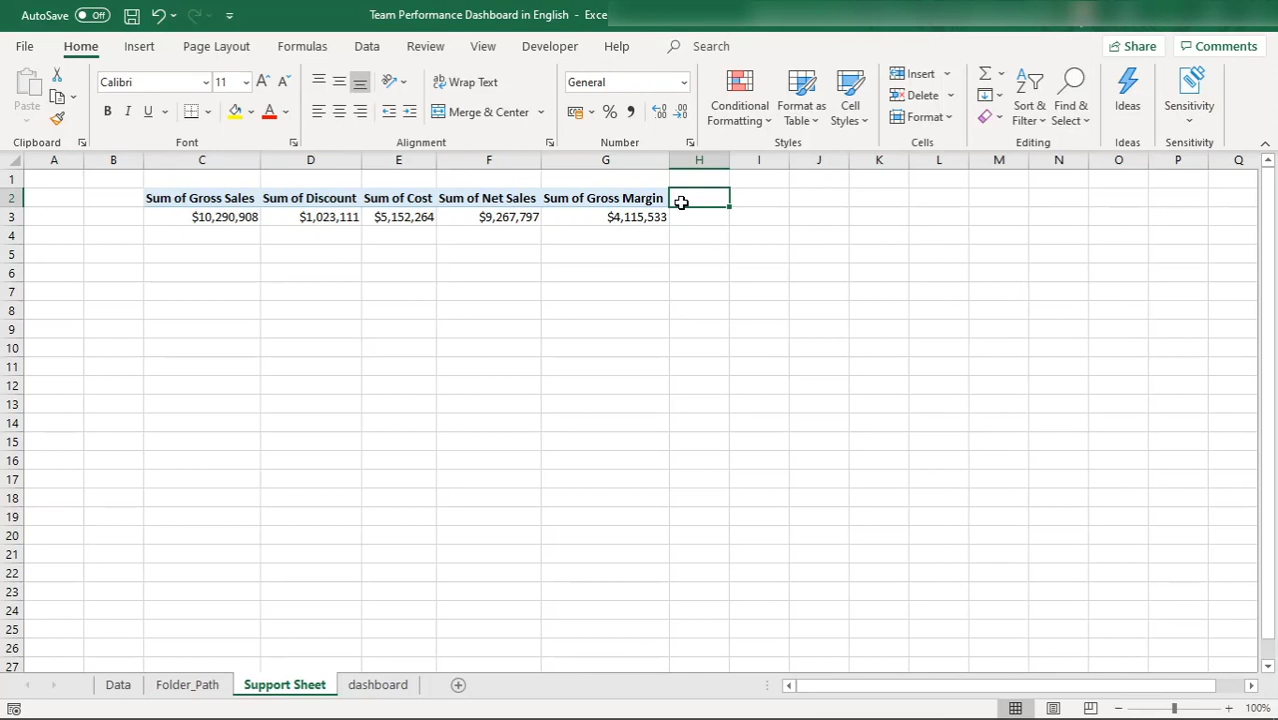 AutoSave Off Team Performance Dashboard in English - Exce
File Home Insert Page Layout Formulas Data Review View Developer Help Search Share Comments
Paste Calibri 11 A A Wrap Text General Conditional Formatting Format as Table Cell Styles Insert Delete Format Sort & Filter Find & Select Ideas Sensitivity
B I U A Merge & Center % ,
Clipboard Font Alignment Number Styles Cells Editing Ideas Sensitivity
A B C D E F G H I J K L M N O P Q
1
2 Sum of Gross Sales Sum of Discount Sum of Cost Sum of Net Sales Sum of Gross Margin
3 $10,290,908 $1,023,111 $5,152,264 $9,267,797 $4,115,533
4
5
6
7
8
9
10
11
12
13
14
15
16
17
18
19
20
21
22
23
24
25
26
27
Data Folder_Path Support Sheet dashboard
100%